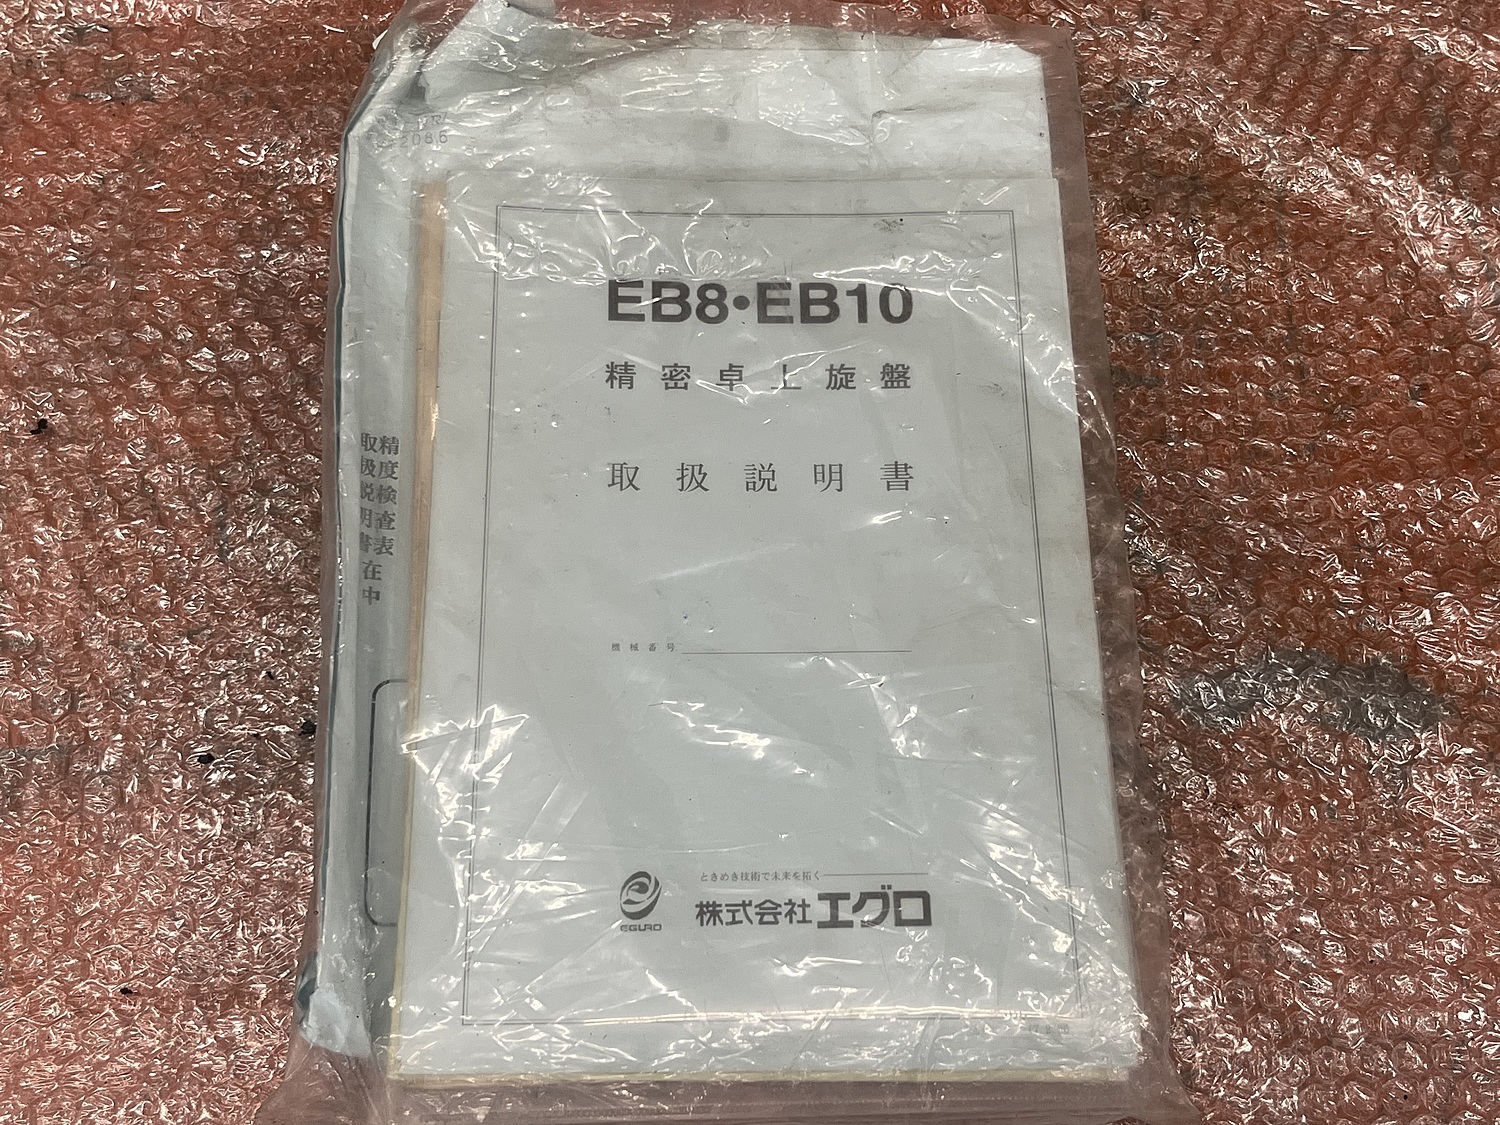 EB8・EB10
精密卓上旋盤
取扱説明書
機械番号
ときめき技術で未来を拓く
EGURO
株式会社エグロ
精度検査表
取扱説明書
在中